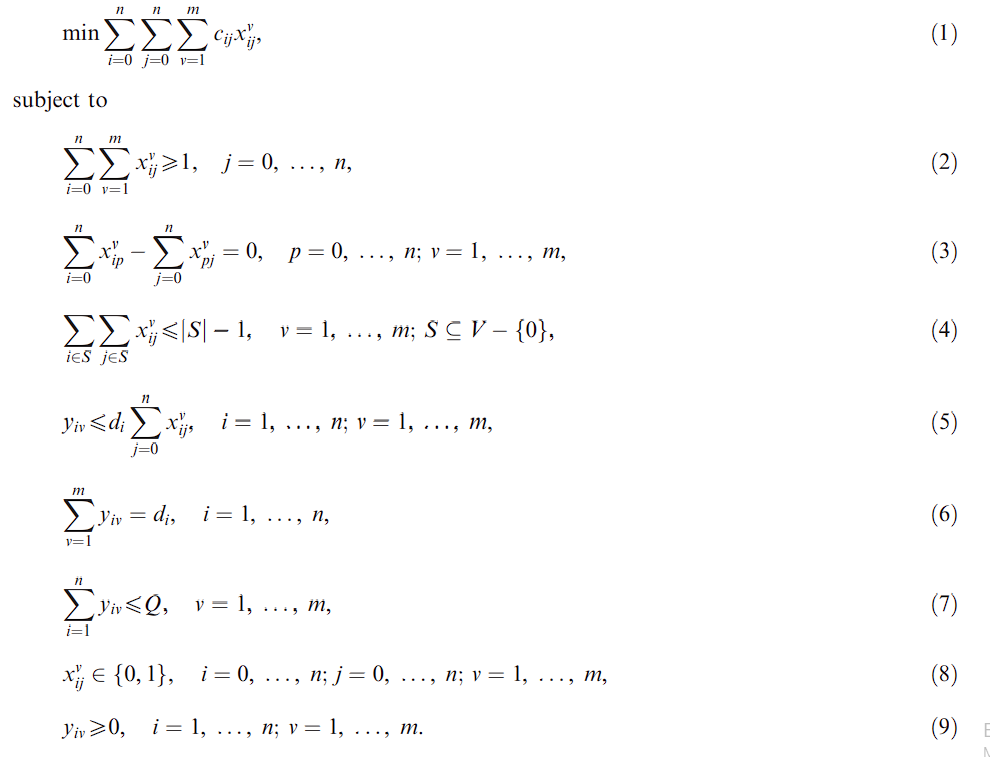 min ∑_{i=0}^{n} ∑_{j=0}^{n} ∑_{v=1}^{m} c_{ij} x_{ij}^{v}, (1)
subject to
∑_{i=0}^{n} ∑_{v=1}^{m} x_{ij}^{v} ⩾ 1, j = 0, ..., n, (2)
∑_{i=0}^{n} x_{ip}^{v} − ∑_{j=0}^{n} x_{pj}^{v} = 0, p = 0, ..., n; v = 1, ..., m, (3)
∑_{i∈S} ∑_{j∈S} x_{ij}^{v} ⩽ |S| − 1, v = 1, ..., m; S ⊆ V − {0}, (4)
y_{iv} ⩽ d_{i} ∑_{j=0}^{n} x_{ij}^{v}, i = 1, ..., n; v = 1, ..., m, (5)
∑_{v=1}^{m} y_{iv} = d_{i}, i = 1, ..., n, (6)
∑_{i=1}^{n} y_{iv} ⩽ Q, v = 1, ..., m, (7)
x_{ij}^{v} ∈ {0, 1}, i = 0, ..., n; j = 0, ..., n; v = 1, ..., m, (8)
y_{iv} ⩾ 0, i = 1, ..., n; v = 1, ..., m. (9)